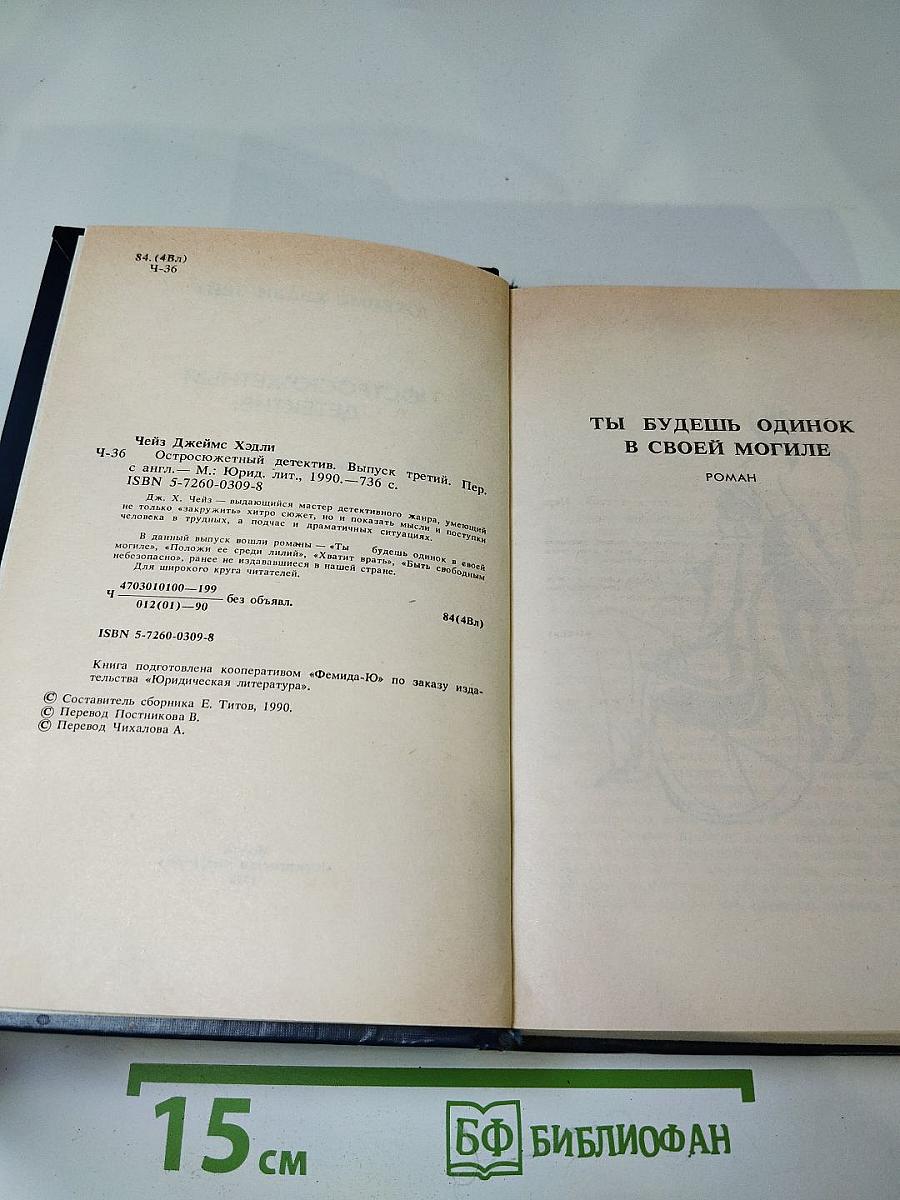 84.(4Вл)
Ч-36
Чейз Джеймс Хэдли
Ч-36 Остросюжетный детектив. Выпуск третий. Пер.
с англ.— М.: Юрид. лит., 1990.—736 с.
ISBN 5-7260-0309-8
Дж. Х. Чейз — выдающийся мастер детективного жанра, умеющий
не только «закружить» хитро сюжет, но и показать мысли и поступки
человека в трудных, а подчас и драматичных ситуациях.
В данный выпуск вошли романы — «Ты будешь одинок в своей
могиле», «Положи ее среди лилий», «Хватит врать», «Быть свободным
небезопасно», ранее не издававшиеся в нашей стране.
Для широкого круга читателей.
Ч 4703010100—199
012(01)—90 без объявл.
84(4Вл)
ISBN 5-7260-0309-8
Книга подготовлена кооперативом «Фемида-Ю» по заказу изда-
тельства «Юридическая литература».
© Составитель сборника Е. Титов, 1990.
© Перевод Постникова В.
© Перевод Чихалова А.
ТЫ БУДЕШЬ ОДИНОК
В СВОЕЙ МОГИЛЕ
РОМАН
15 см
БФ БИБЛИОФАН